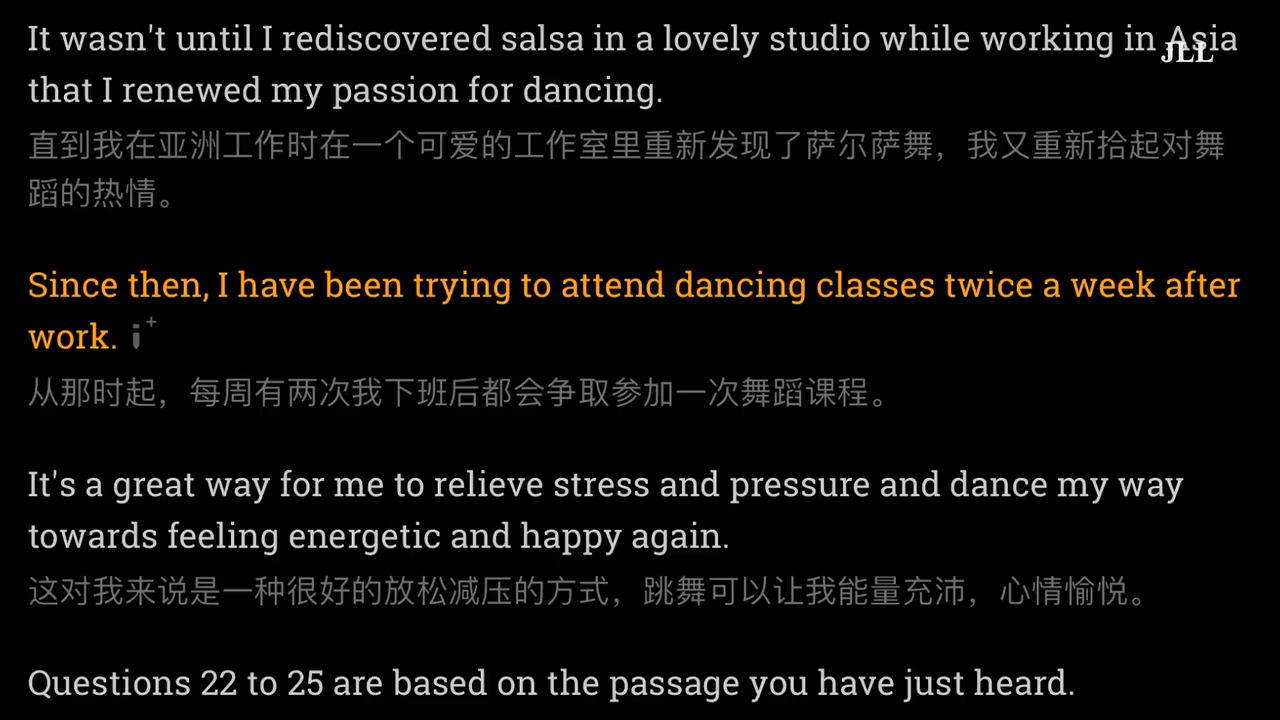 It wasn't until I rediscovered salsa in a lovely studio while working in Asia
JLL
that I renewed my passion for dancing.
直到我在亚洲工作时在一个可爱的工作室里重新发现了萨尔萨舞，我又重新拾起对舞
蹈的热情。
Since then, I have been trying to attend dancing classes twice a week after
work.
从那时起，每周有两次我下班后都会争取参加一次舞蹈课程。
It's a great way for me to relieve stress and pressure and dance my way
towards feeling energetic and happy again.
这对我来说是一种很好的放松减压的方式，跳舞可以让我能量充沛，心情愉悦。
Questions 22 to 25 are based on the passage you have just heard.